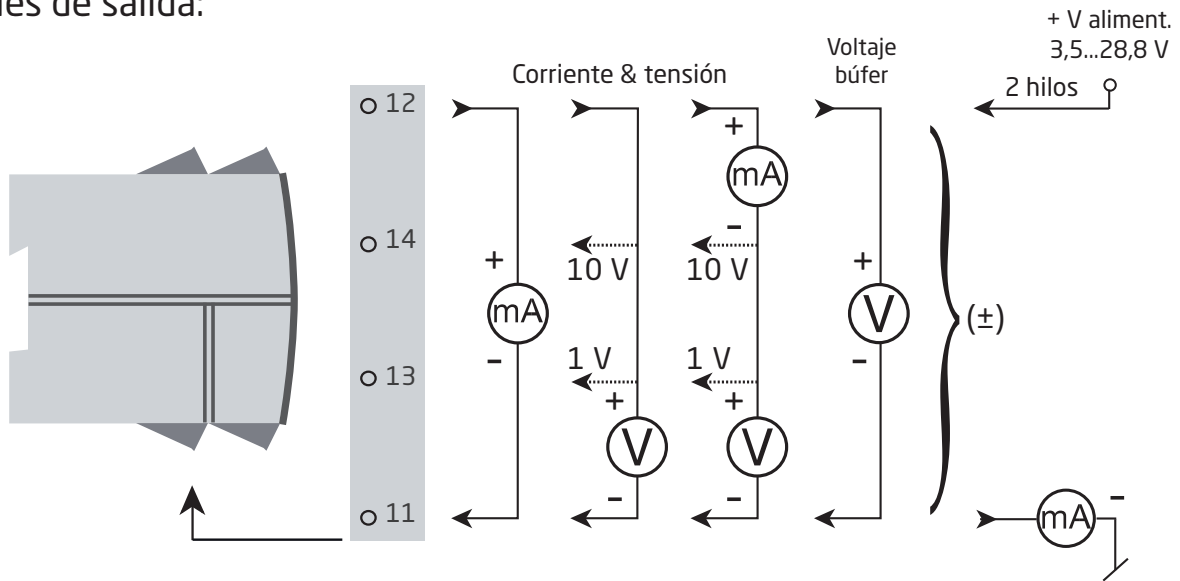 les de salida:
+ V aliment.
3,5...28,8 V
Voltaje
búfer
Corriente & tensión
2 hilos
12
+
mA
14
-
10 V
10 V
+
+
mA
V
(±)
-
-
1 V
1 V
13
+
+
V
V
-
-
11
mA
-